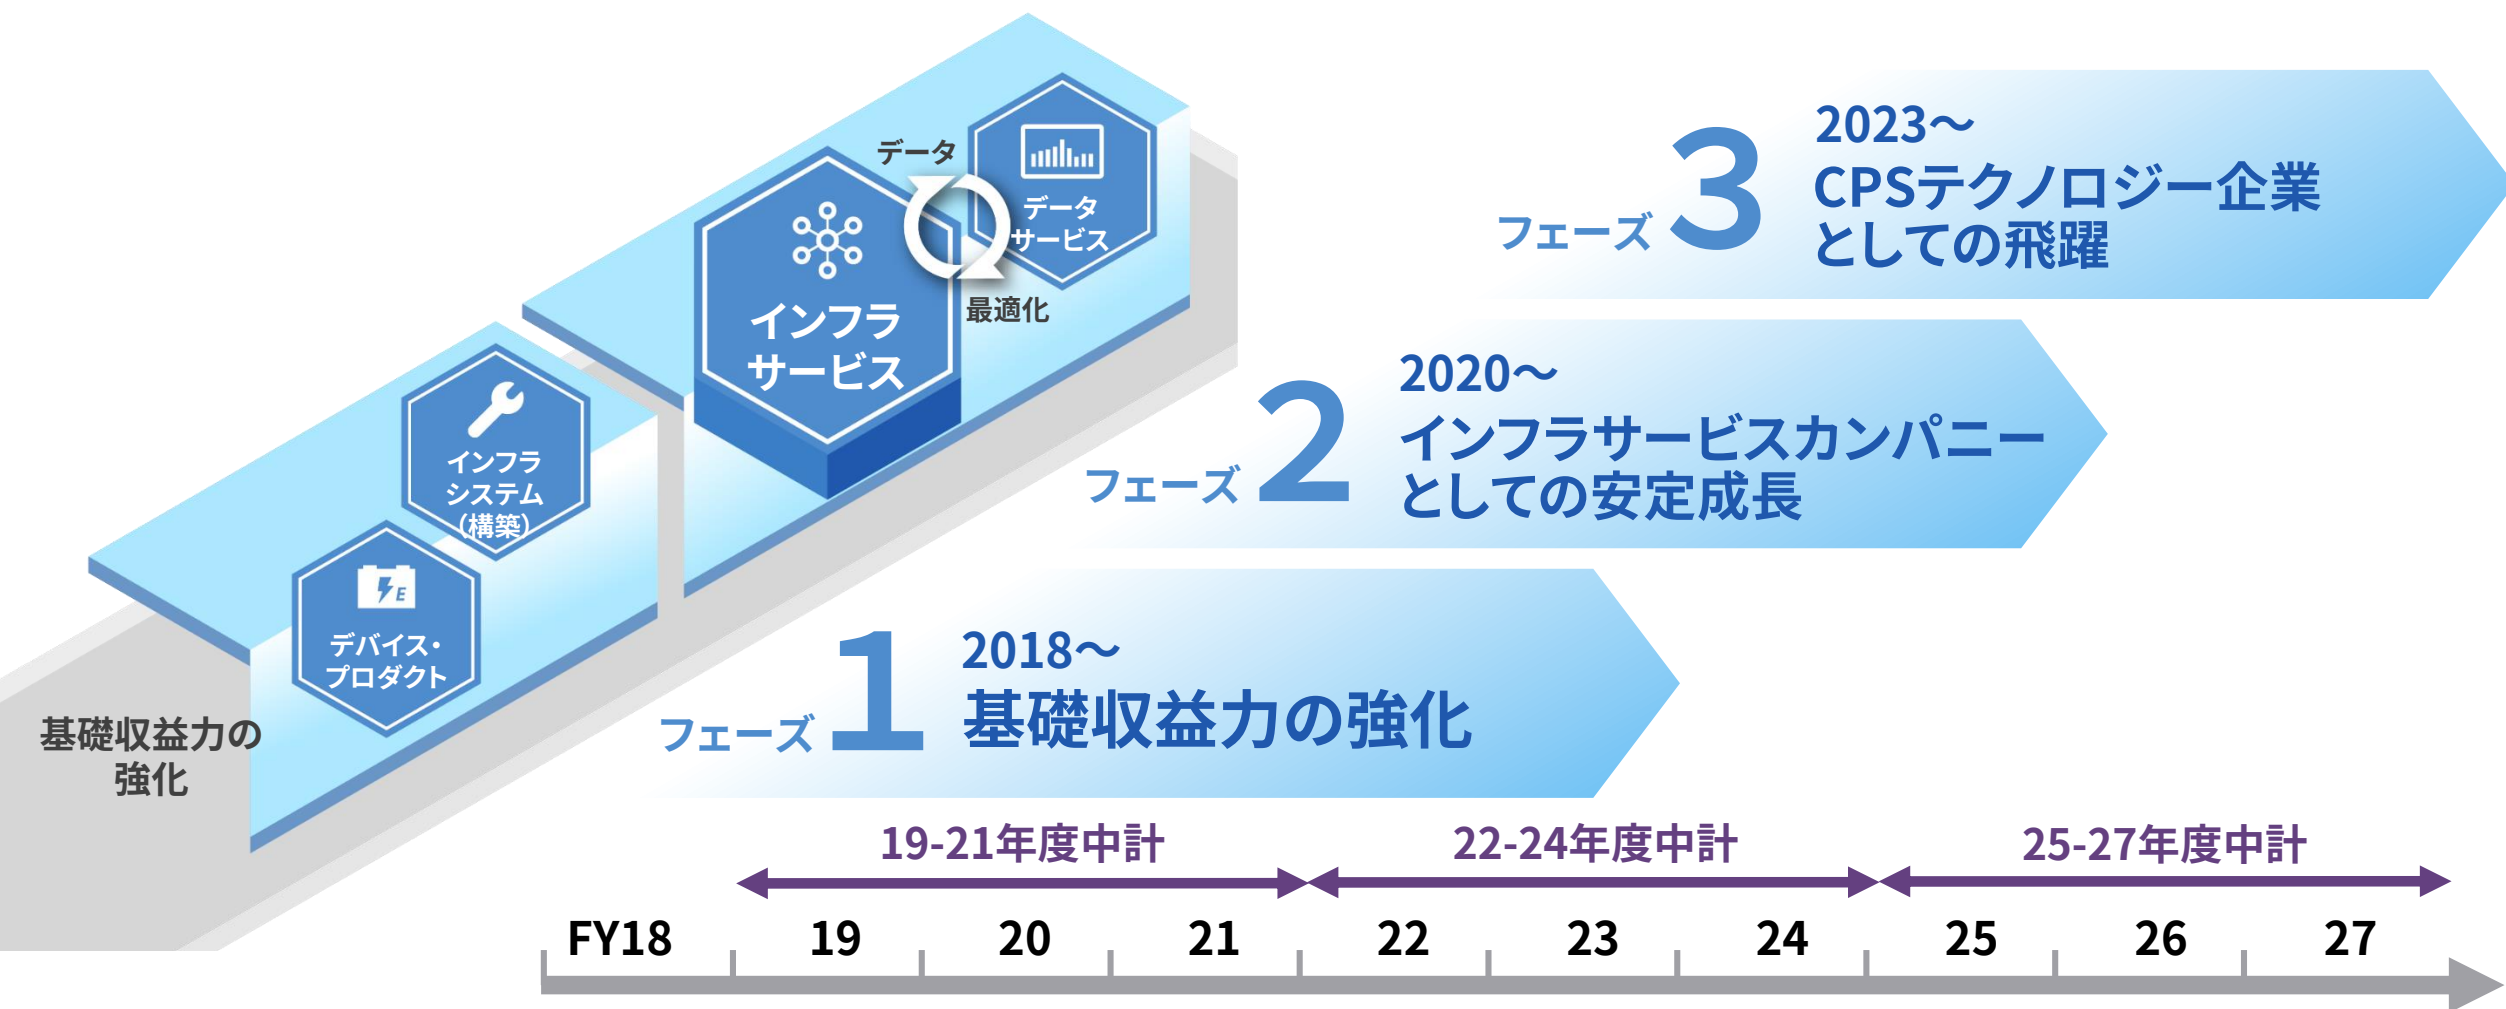 データ
データ
サービス
インフラ
サービス
最適化
インフラ
システム
（構築）
デバイス・
プロダクト
E
基礎収益力の
強化
フェーズ3
2023～
CPSテクノロジー企業
としての飛躍
フェーズ2
2020～
インフラサービスカンパニー
としての安定成長
フェーズ1
2018～
基礎収益力の強化
19-21年度中計 22-24年度中計 25-27年度中計
FY18 19 20 21 22 23 24 25 26 27